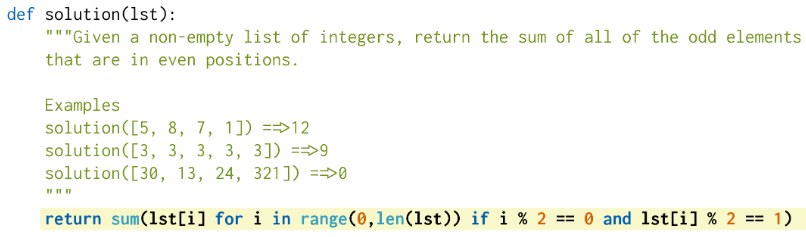 def solution(lst):
    """Given a non-empty list of integers, return the sum of all of the odd elements
    that are in even positions.

    Examples
    solution([5, 8, 7, 1]) ==>12
    solution([3, 3, 3, 3, 3]) ==>9
    solution([30, 13, 24, 321]) ==>0
    """
    return sum(lst[i] for i in range(0,len(lst)) if i % 2 == 0 and lst[i] % 2 == 1)